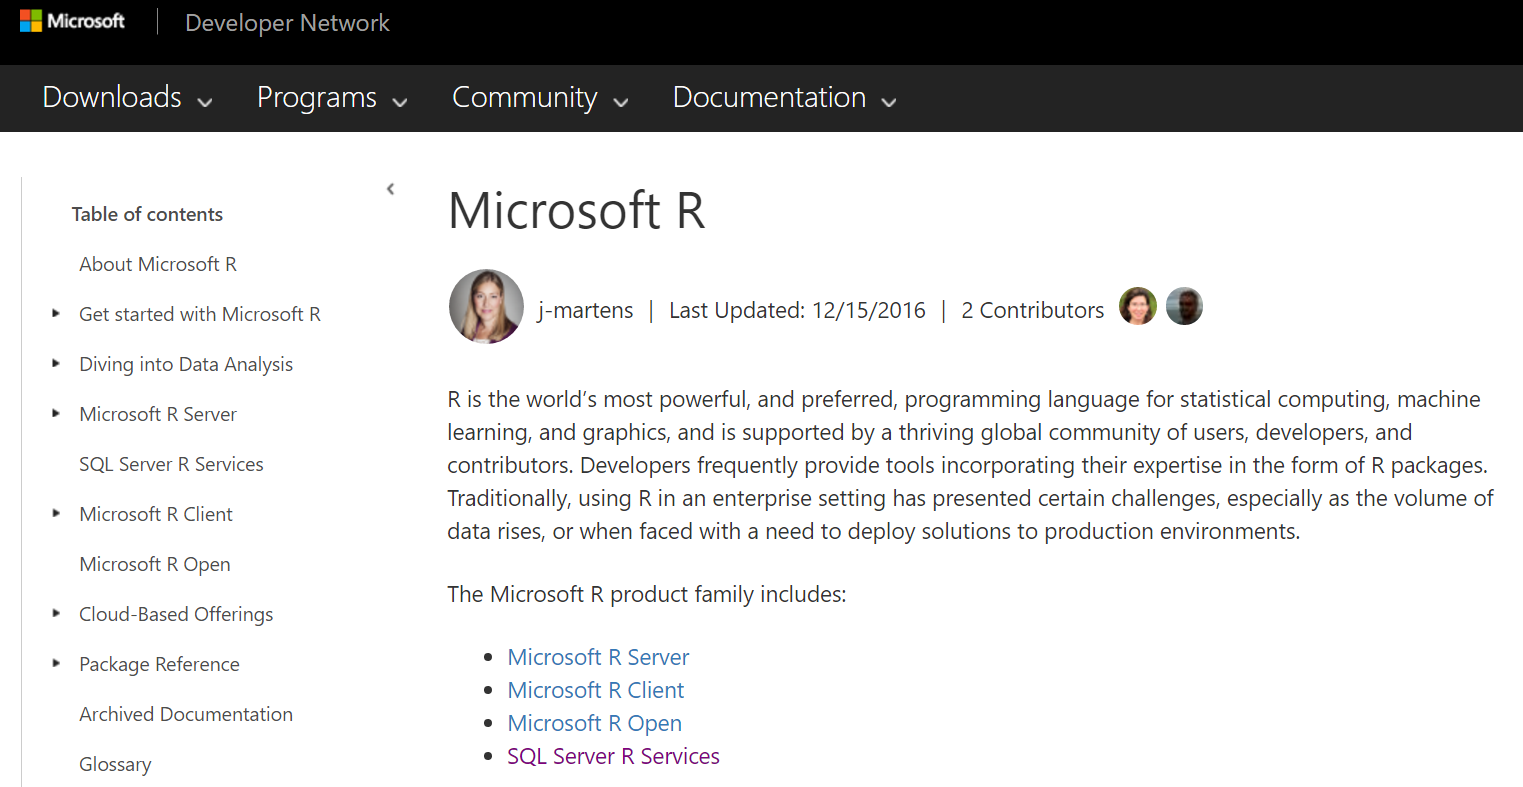 Microsoft | Developer Network
Downloads Programs Community Documentation
Table of contents
About Microsoft R
Get started with Microsoft R
Diving into Data Analysis
Microsoft R Server
SQL Server R Services
Microsoft R Client
Microsoft R Open
Cloud-Based Offerings
Package Reference
Archived Documentation
Glossary
Microsoft R
j-martens | Last Updated: 12/15/2016 | 2 Contributors
R is the world’s most powerful, and preferred, programming language for statistical computing, machine
learning, and graphics, and is supported by a thriving global community of users, developers, and
contributors. Developers frequently provide tools incorporating their expertise in the form of R packages.
Traditionally, using R in an enterprise setting has presented certain challenges, especially as the volume of
data rises, or when faced with a need to deploy solutions to production environments.
The Microsoft R product family includes:
• Microsoft R Server
• Microsoft R Client
• Microsoft R Open
• SQL Server R Services